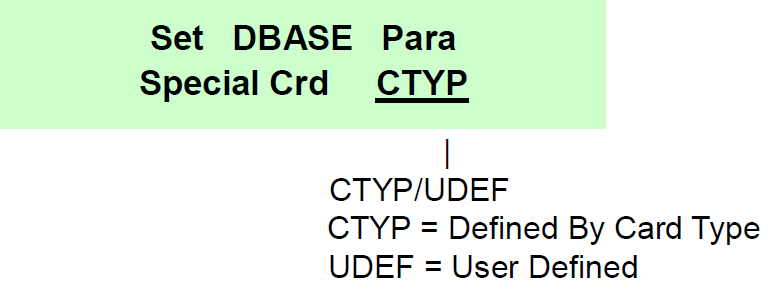 Set DBASE Para
Special Crd CTYP
|
CTYP/UDEF
CTYP = Defined By Card Type
UDEF = User Defined